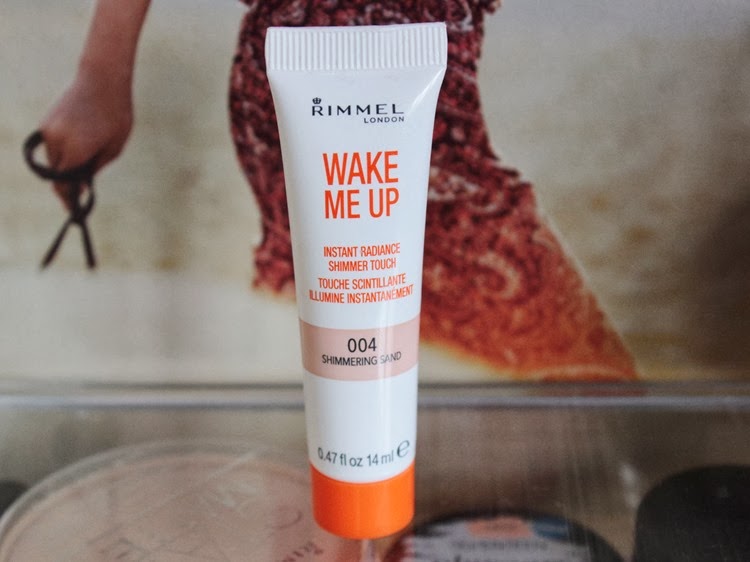 RIMMEL
LONDON
WAKE
ME UP
INSTANT RADIANCE
SHIMMER TOUCH
TOUCHE SCINTILLANTE
ILLUMINE INSTANTANÉMENT
004
SHIMMERING SAND
0.47 fl oz 14 ml ℮